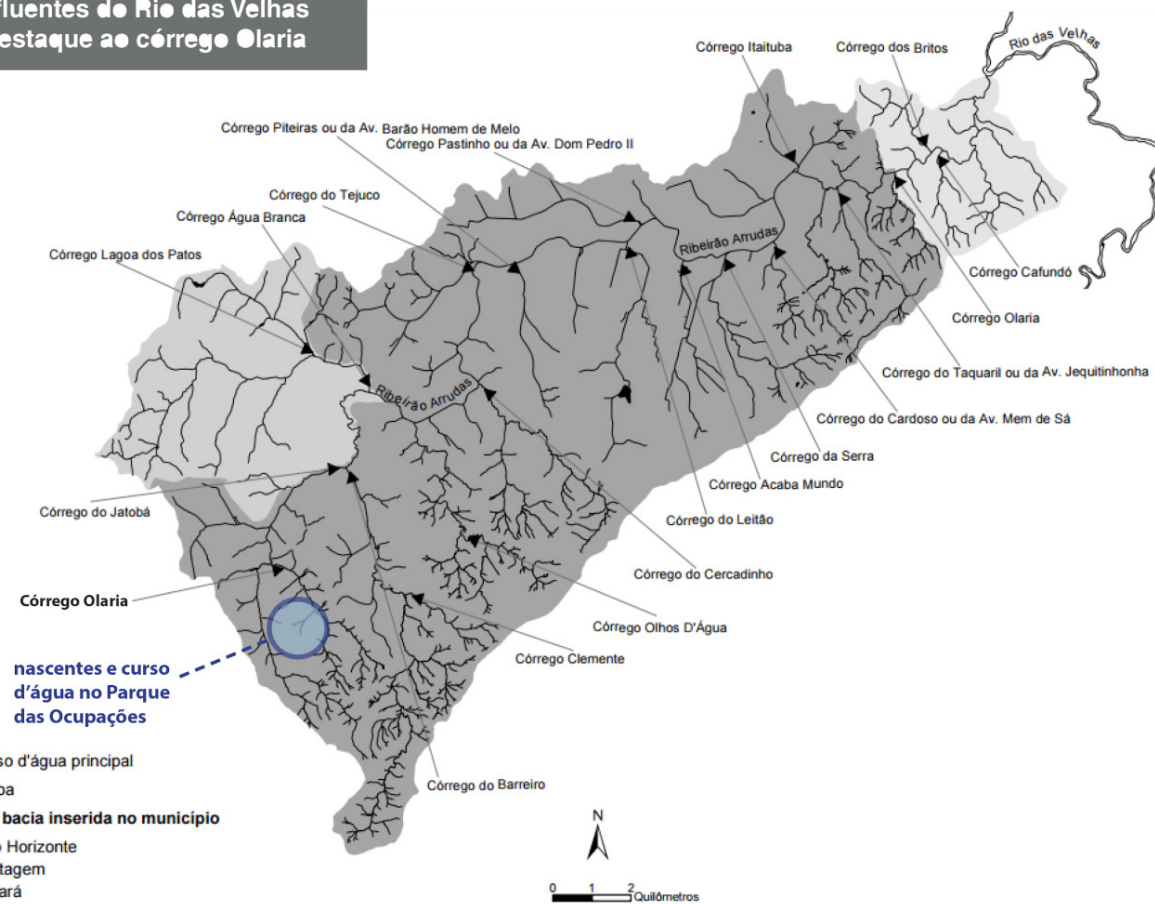 fluentes do Rio das Velhas
estaque ao córrego Olaria
Córrego Itaituba
Córrego dos Britos
Rio das Velhas
Córrego Piteiras ou da Av. Barão Homem de Melo
Córrego Pastinho ou da Av. Dom Pedro II
Córrego do Tejuco
Córrego Água Branca
Córrego Lagoa dos Patos
Ribeirão Arrudas
Córrego Cafundó
Córrego Olaria
Córrego do Taquaril ou da Av. Jequitinhonha
Ribeirão Arrudas
Córrego do Cardoso ou da Av. Mem de Sá
Córrego da Serra
Córrego Acaba Mundo
Córrego do Jatobá
Córrego do Leitão
Córrego do Cercadinho
Córrego Olaria
Córrego Olhos D'Água
Córrego Clemente
nascentes e curso
d'água no Parque
das Ocupações
so d'água principal
Córrego do Barreiro
pa
bacia inserida no município
o Horizonte
tagem
ará
N
0 1 2
Quilômetros